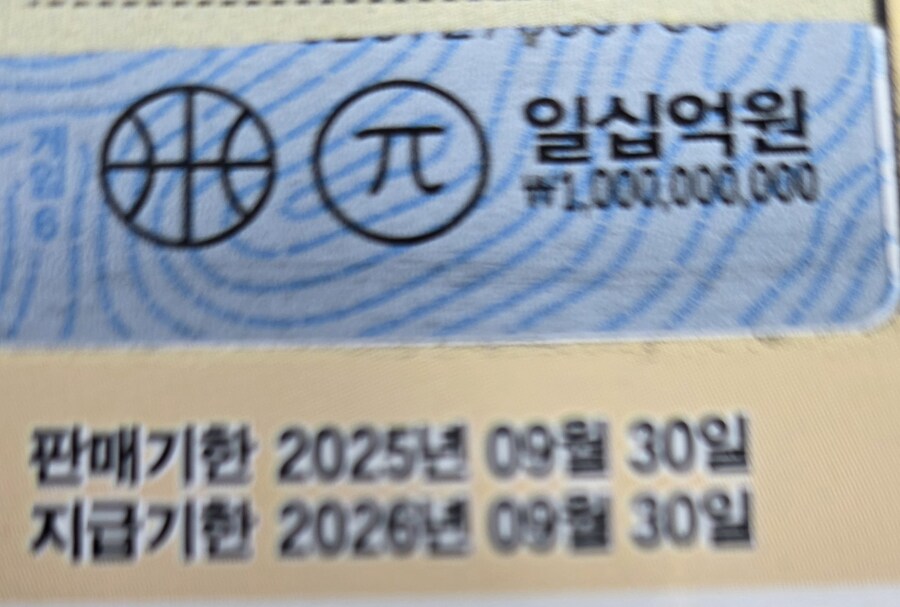 게임 6
π
일십억원
₩1,000,000,000
판매기한 2025년 09월 30일
지급기한 2026년 09월 30일